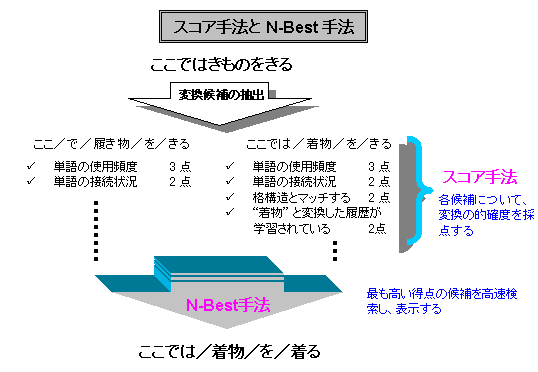 スコア手法と N-Best 手法
ここではきものをきる
変換候補の抽出
ここ／で／履き物／を／きる
✓ 単語の使用頻度 3点
✓ 単語の接続状況 2点
ここでは／着物／を／きる
✓ 単語の使用頻度 3点
✓ 単語の接続状況 2点
✓ 格構造とマッチする 2点
✓ “着物” と変換した履歴が
学習されている 2点
スコア手法
各候補について、
変換の的確度を採
点する
N-Best手法
最も高い得点の候補を高速検
索し、表示する
ここでは／着物／を／着る